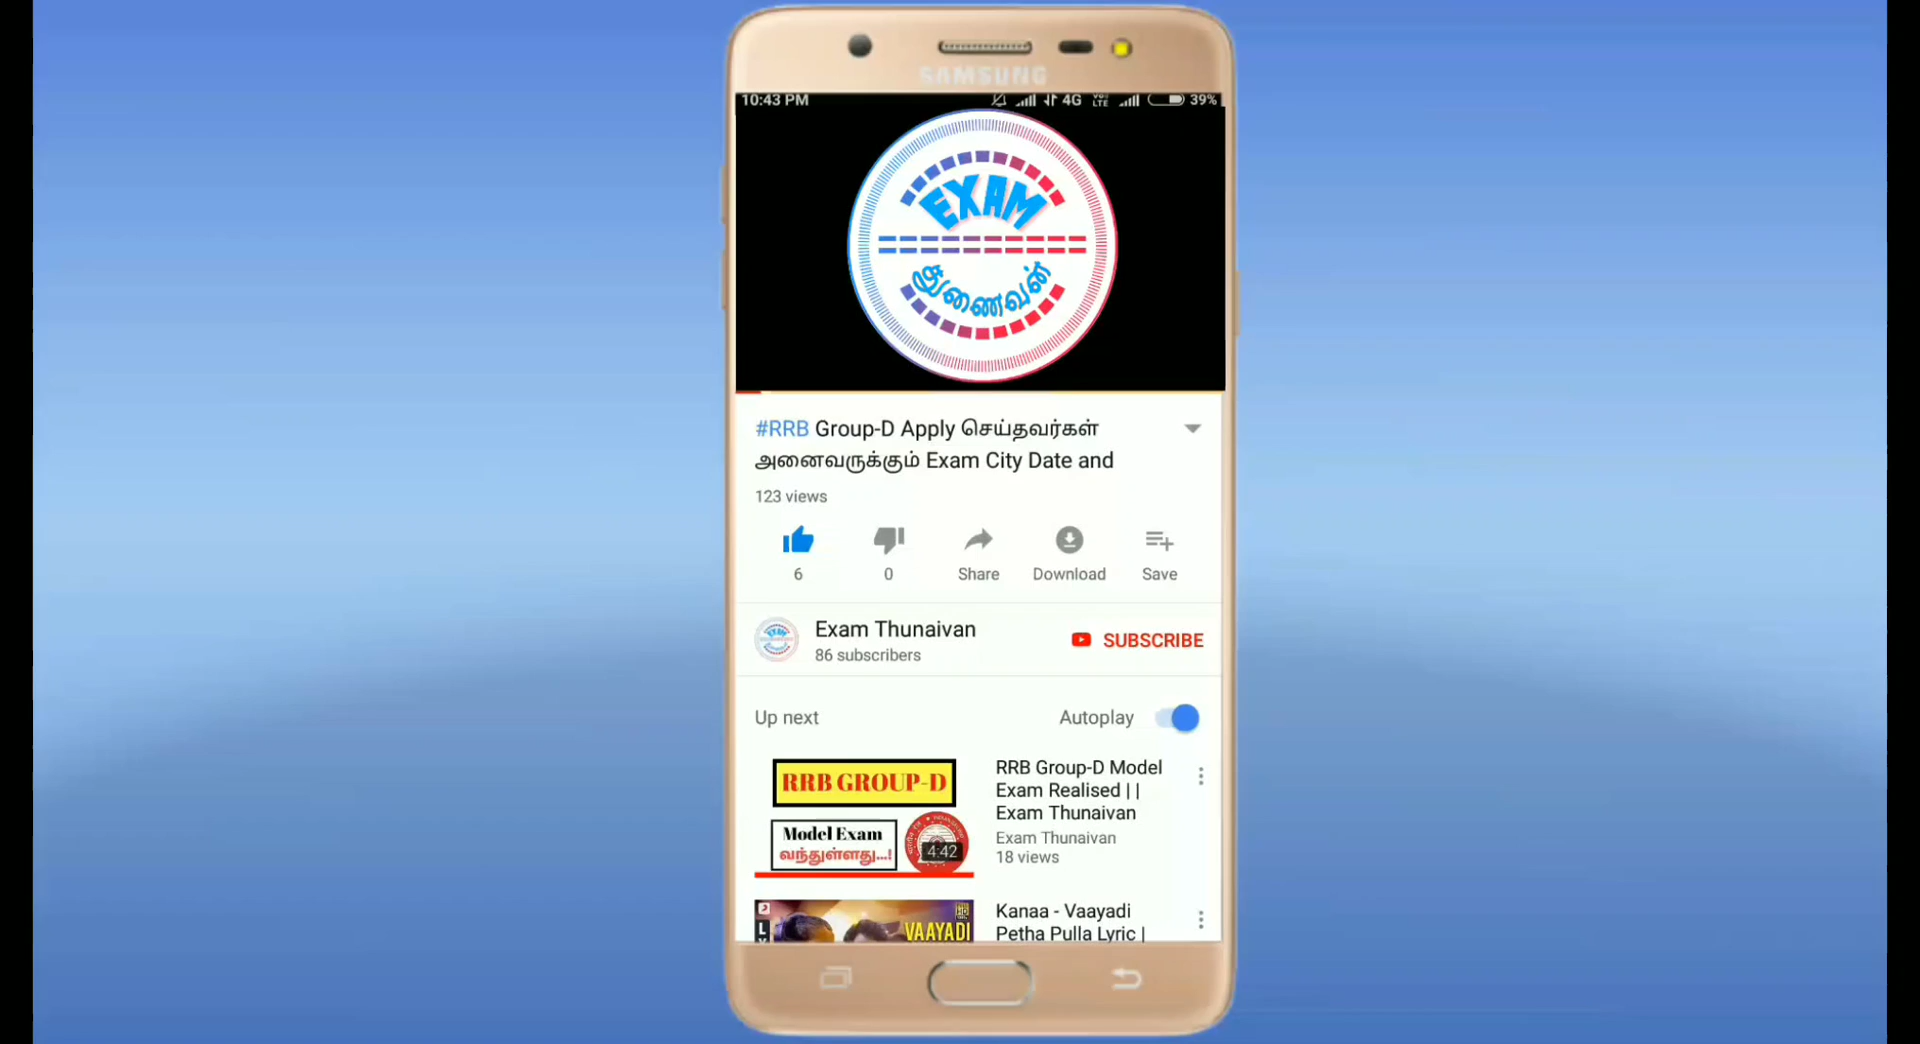 SAMSUNG
10:43 PM
4G
VoLTE
39%
EXAM
துணைவன்
#RRB Group-D Apply செய்தவர்கள்
அனைவருக்கும் Exam City Date and
123 views
6
0
Share
Download
Save
Exam Thunaivan
86 subscribers
SUBSCRIBE
Up next
Autoplay
RRB GROUP-D
Model Exam
வந்துள்ளது...!
4:42
RRB Group-D Model
Exam Realised ||
Exam Thunaivan
Exam Thunaivan
18 views
VAAYADI
Kanaa - Vaayadi
Petha Pulla Lyric |